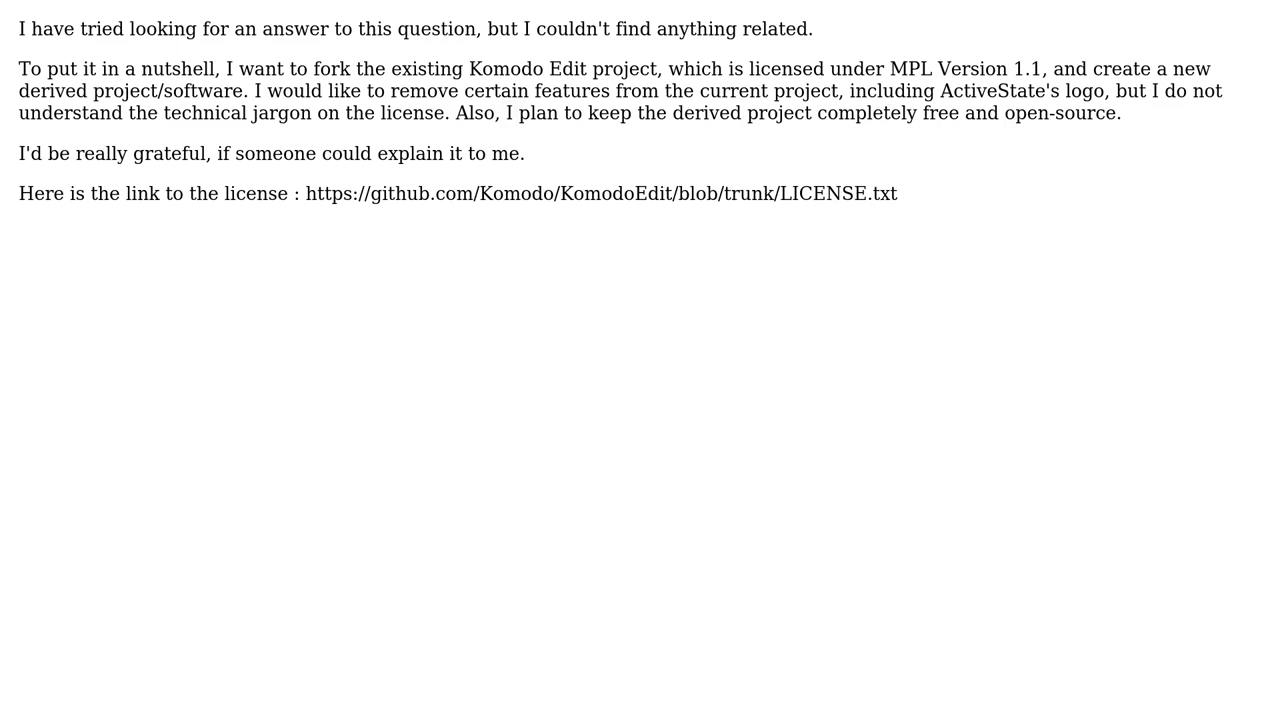 I have tried looking for an answer to this question, but I couldn't find anything related.
To put it in a nutshell, I want to fork the existing Komodo Edit project, which is licensed under MPL Version 1.1, and create a new
derived project/software. I would like to remove certain features from the current project, including ActiveState's logo, but I do not
understand the technical jargon on the license. Also, I plan to keep the derived project completely free and open-source.
I'd be really grateful, if someone could explain it to me.
Here is the link to the license : https://github.com/Komodo/KomodoEdit/blob/trunk/LICENSE.txt